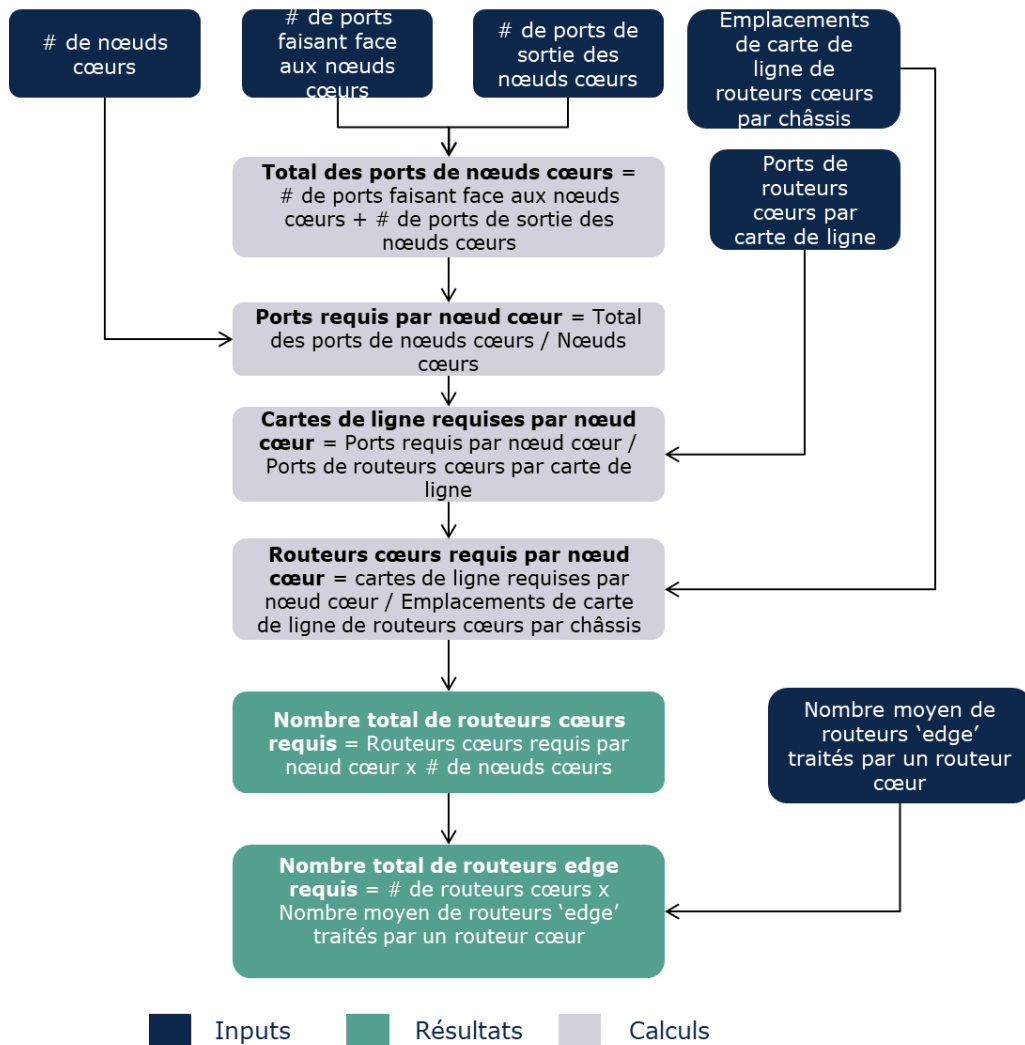 # de nœuds
cœurs
# de ports
faisant face
aux nœuds
cœurs
# de ports de
sortie des
nœuds cœurs
Emplacements
de carte de
ligne de
routeurs cœurs
par châssis
Total des ports de nœuds cœurs =
# de ports faisant face aux nœuds
cœurs + # de ports de sortie des
nœuds cœurs
Ports de
routeurs
cœurs par
carte de ligne
Ports requis par nœud cœur = Total
des ports de nœuds cœurs / Nœuds
cœurs
Cartes de ligne requises par nœud
cœur = Ports requis par nœud cœur /
Ports de routeurs cœurs par carte de
ligne
Routeurs cœurs requis par nœud
cœur = cartes de ligne requises par
nœud cœur / Emplacements de carte
de ligne de routeurs cœurs par châssis
Nombre total de routeurs cœurs
requis = Routeurs cœurs requis par
nœud cœur x # de nœuds cœurs
Nombre moyen de
routeurs ‘edge’
traités par un routeur
cœur
Nombre total de routeurs edge
requis = # de routeurs cœurs x
Nombre moyen de routeurs ‘edge’
traités par un routeur cœur
Inputs
Résultats
Calculs